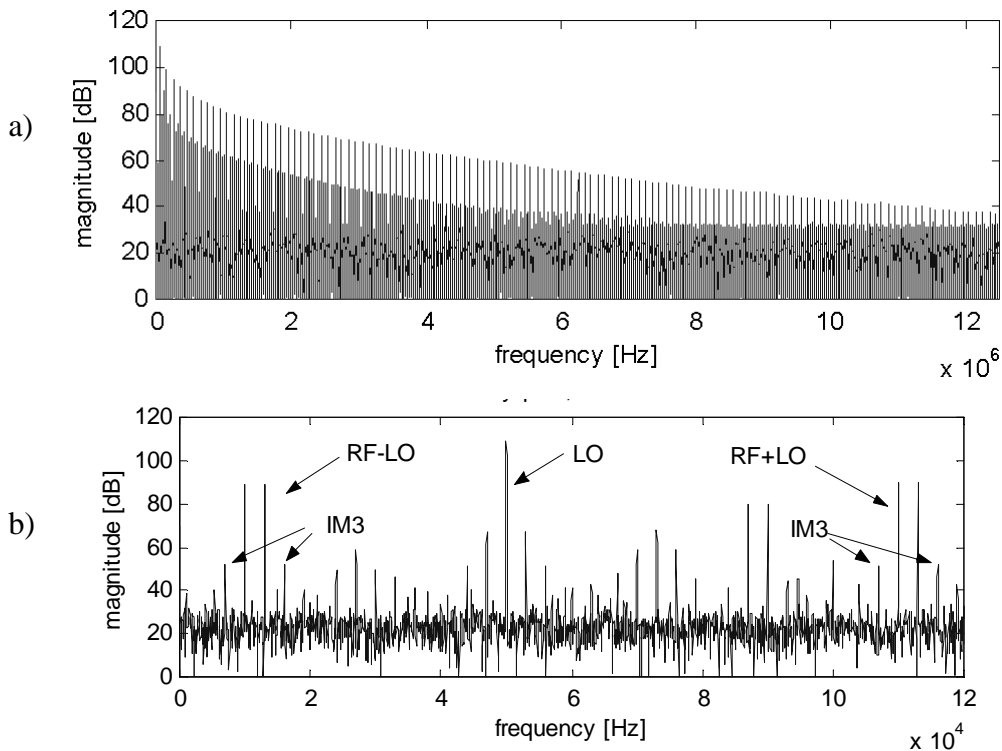 a)
magnitude [dB]
120
100
80
60
40
20
0
0 2 4 6 8 10 12
frequency [Hz]
x 10^6
b)
magnitude [dB]
120
100
80
60
40
20
0
RF-LO
LO
RF+LO
IM3
IM3
0 2 4 6 8 10 12
frequency [Hz]
x 10^4